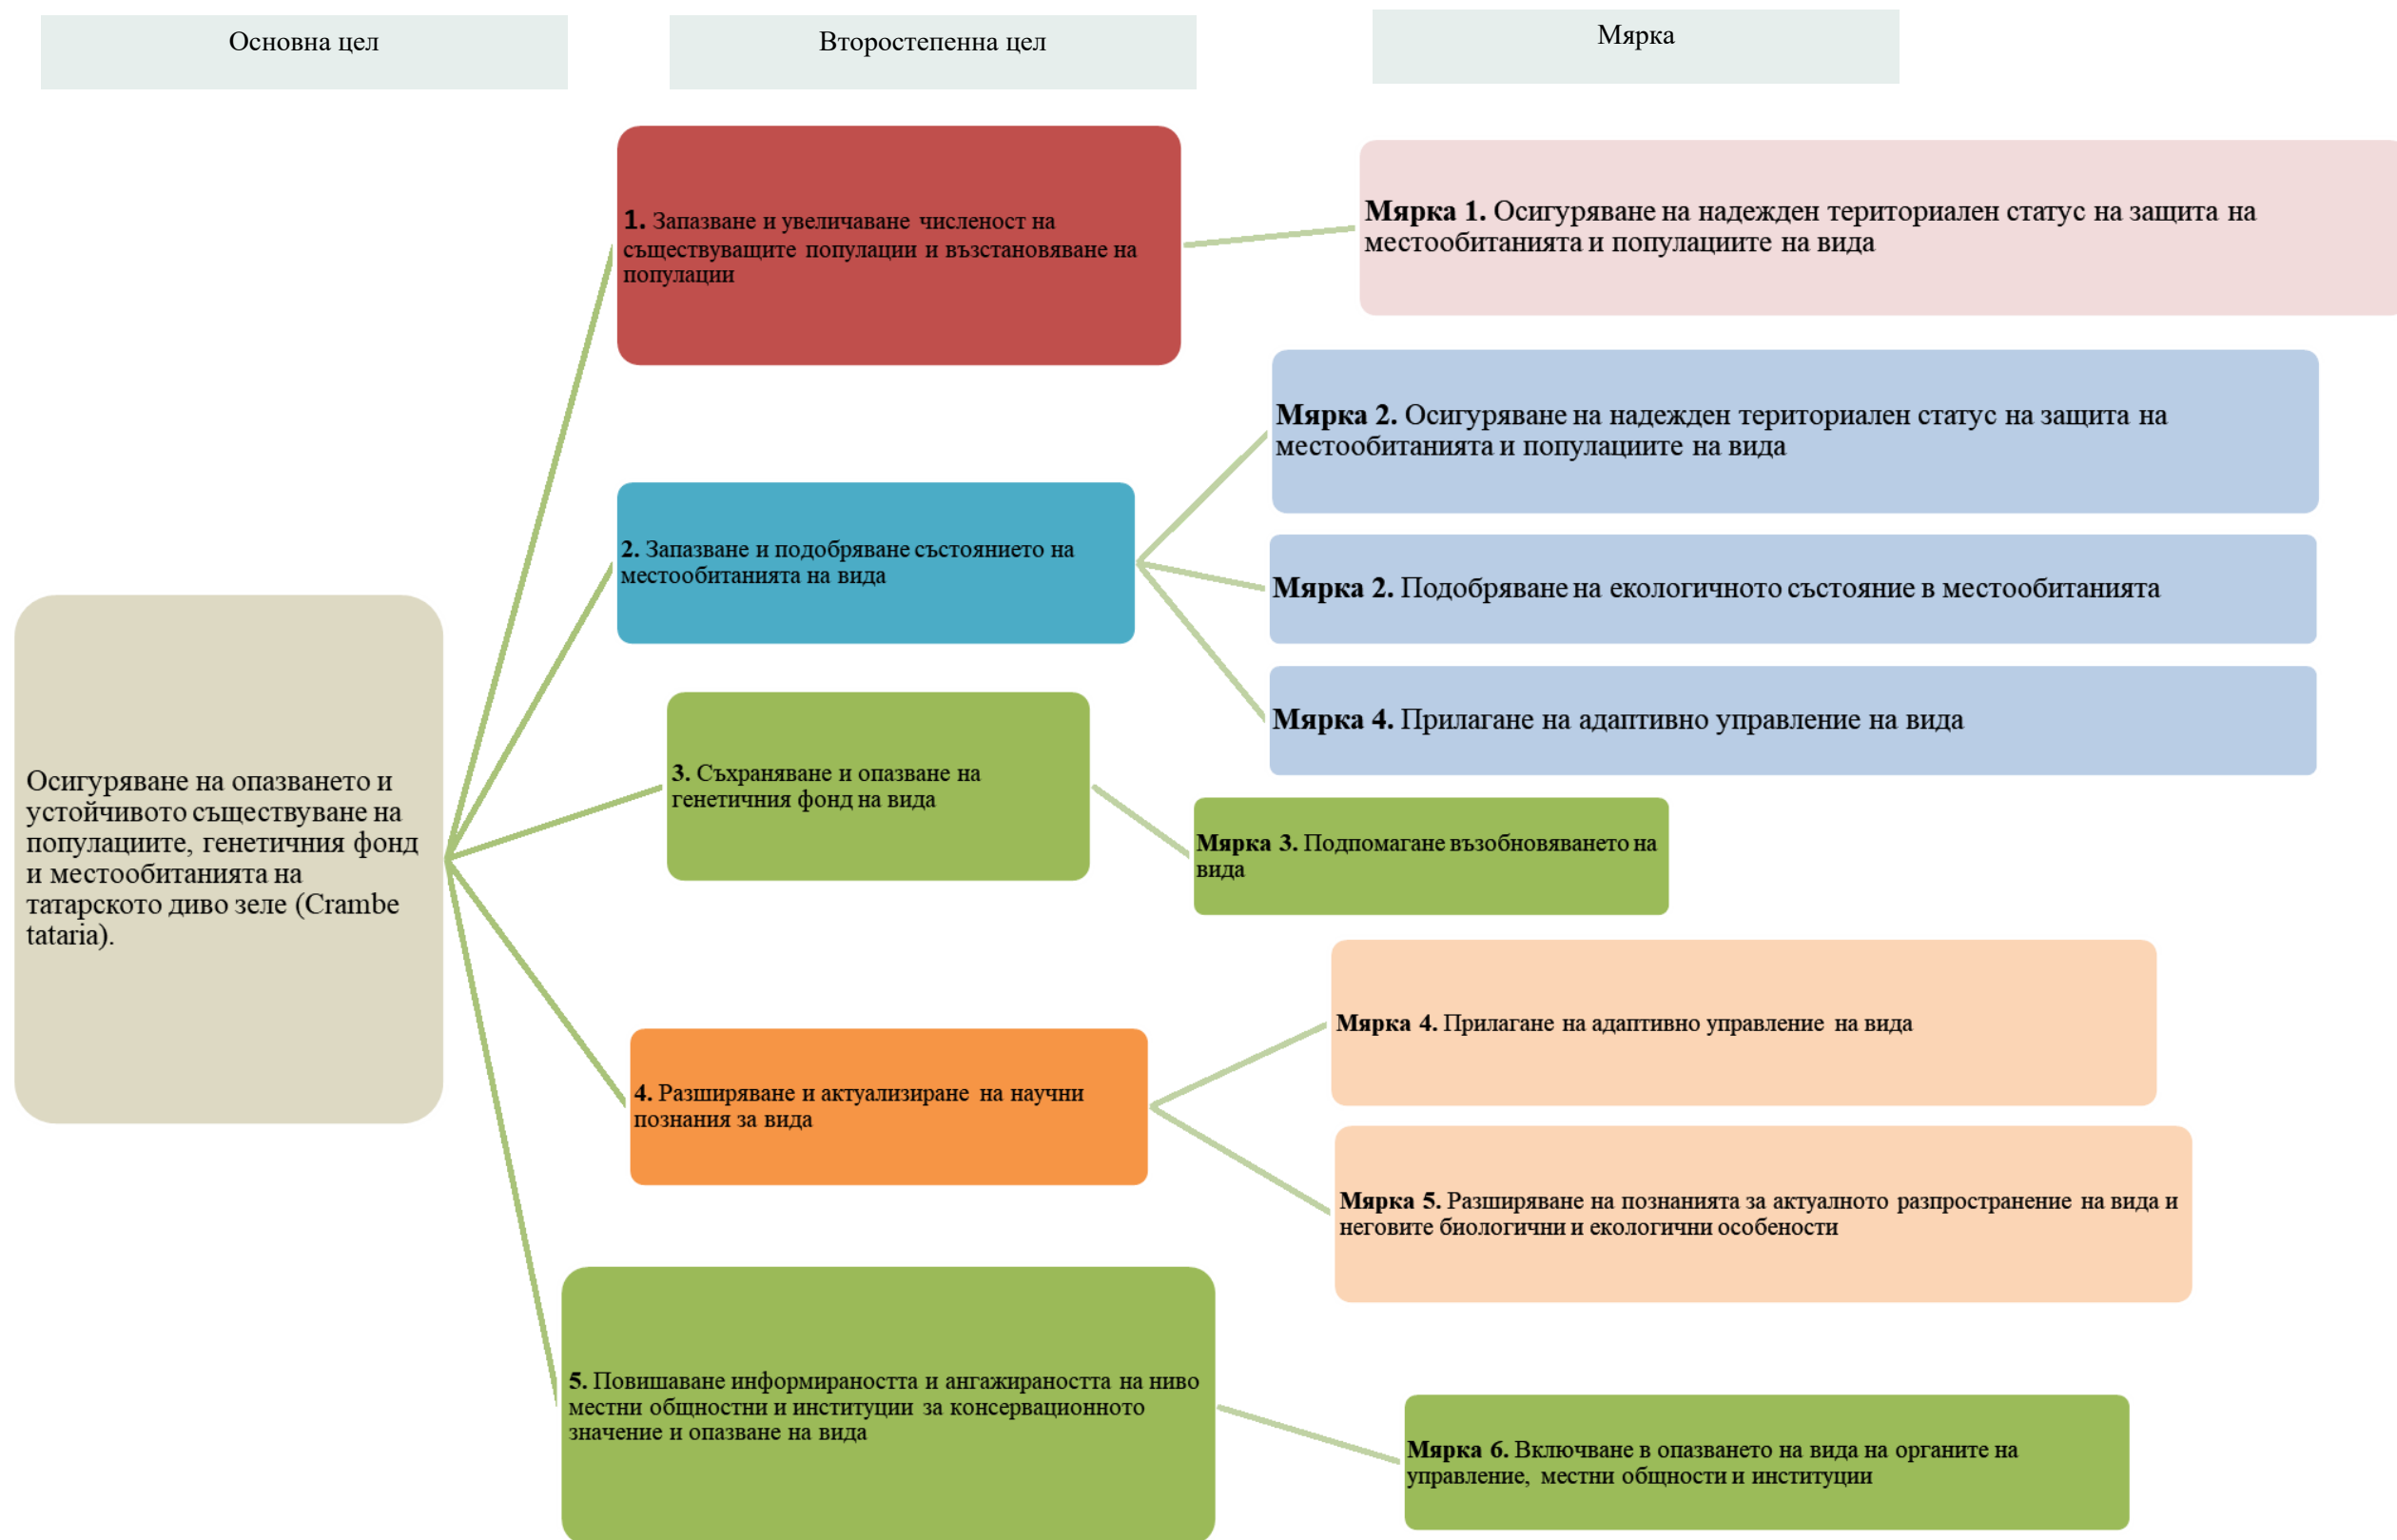 Основна цел
Второстепенна цел
Мярка
Осигуряване на опазването и
устойчивото съществуване на
популациите, генетичния фонд
и местообитанията на
татарското диво зеле (Crambe
tataria).
1. Запазване и увеличаване численост на
съществуващите популации и възстановяване на
популации
Мярка 1. Осигуряване на надежден териториален статус на защита на
местообитанията и популациите на вида
2. Запазване и подобряване състоянието на
местообитанията на вида
Мярка 2. Осигуряване на надежден териториален статус на защита на
местообитанията и популациите на вида
Мярка 2. Подобряване на екологичното състояние в местообитанията
Мярка 4. Прилагане на адаптивно управление на вида
3. Съхраняване и опазване на
генетичния фонд на вида
Мярка 3. Подпомагане възобновяването на
вида
4. Разширяване и актуализиране на научни
познания за вида
Мярка 4. Прилагане на адаптивно управление на вида
Мярка 5. Разширяване на познанията за актуалното разпространение на вида и
неговите биологични и екологични особености
5. Повишаване информираността и ангажираността на ниво
местни общностни и институции за консервационното
значение и опазване на вида
Мярка 6. Включване в опазването на вида на органите на
управление, местни общности и институции